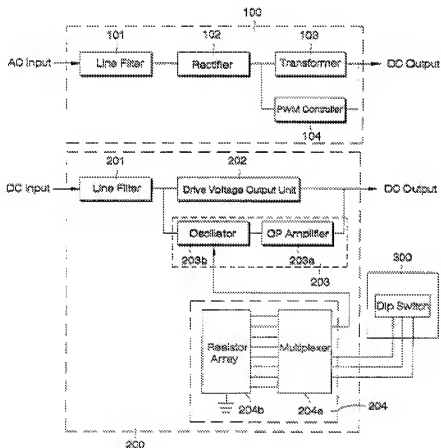 100
101 102 103
AC Input Line Filter Rectifier Transformer DC Output
PWM Controller
104
201 202
DC Input Line Filter Drive Voltage Output Unit DC Output
Oscillator OP Amplifier
203b 203a
203
300
Dip Switch
Resistor Array Multiplexer
204b 204a 204
200